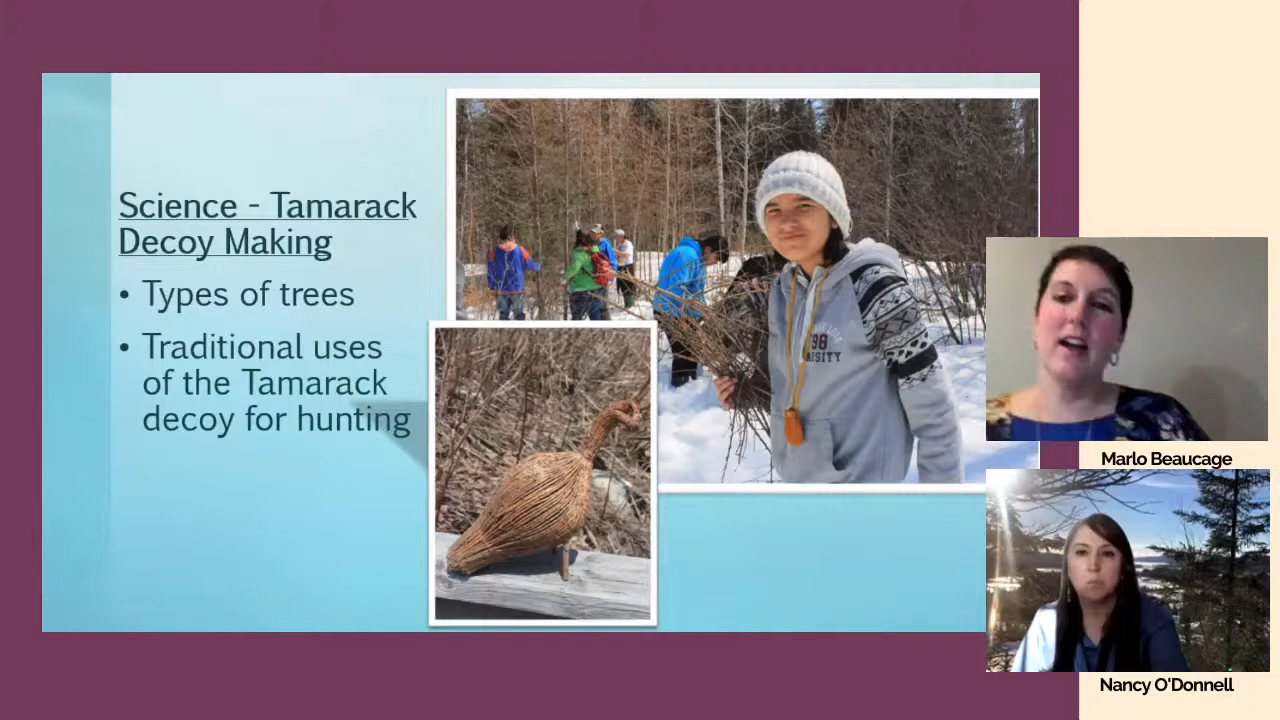 Science - Tamarack
Decoy Making
• Types of trees
• Traditional uses
of the Tamarack
decoy for hunting
98
Marlo Beaucage
Nancy O'Donnell